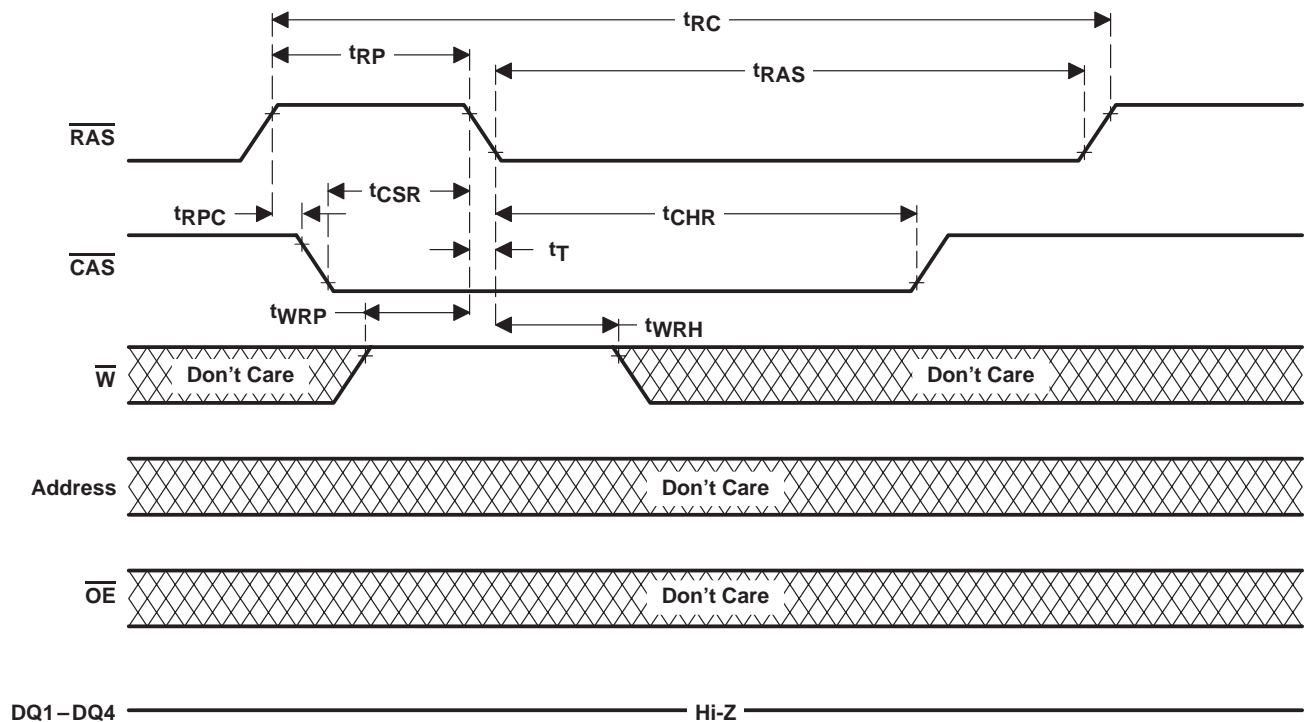 tRC
tRP
tRAS
RAS
tCSR
tRPC
tCHR
tT
CAS
tWRP
tWRH
W
Don't Care
Don't Care
Address
Don't Care
OE
Don't Care
DQ1–DQ4
Hi-Z